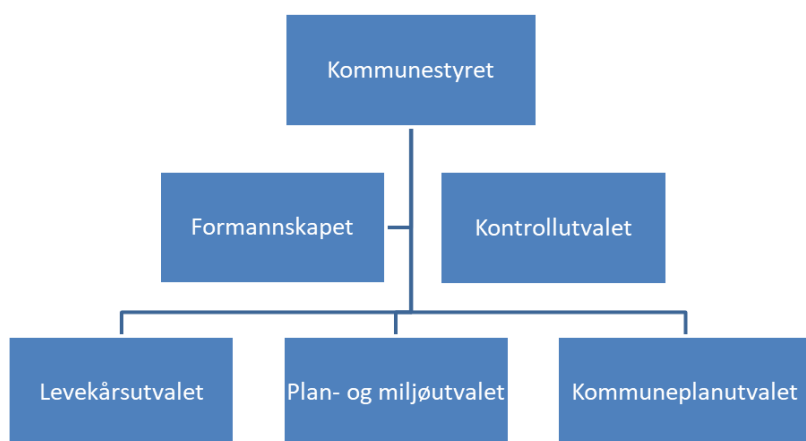 Kommunestyret
Formannskapet
Kontrollutvalet
Levekårsutvalet
Plan- og miljøutvalet
Kommuneplanutvalet